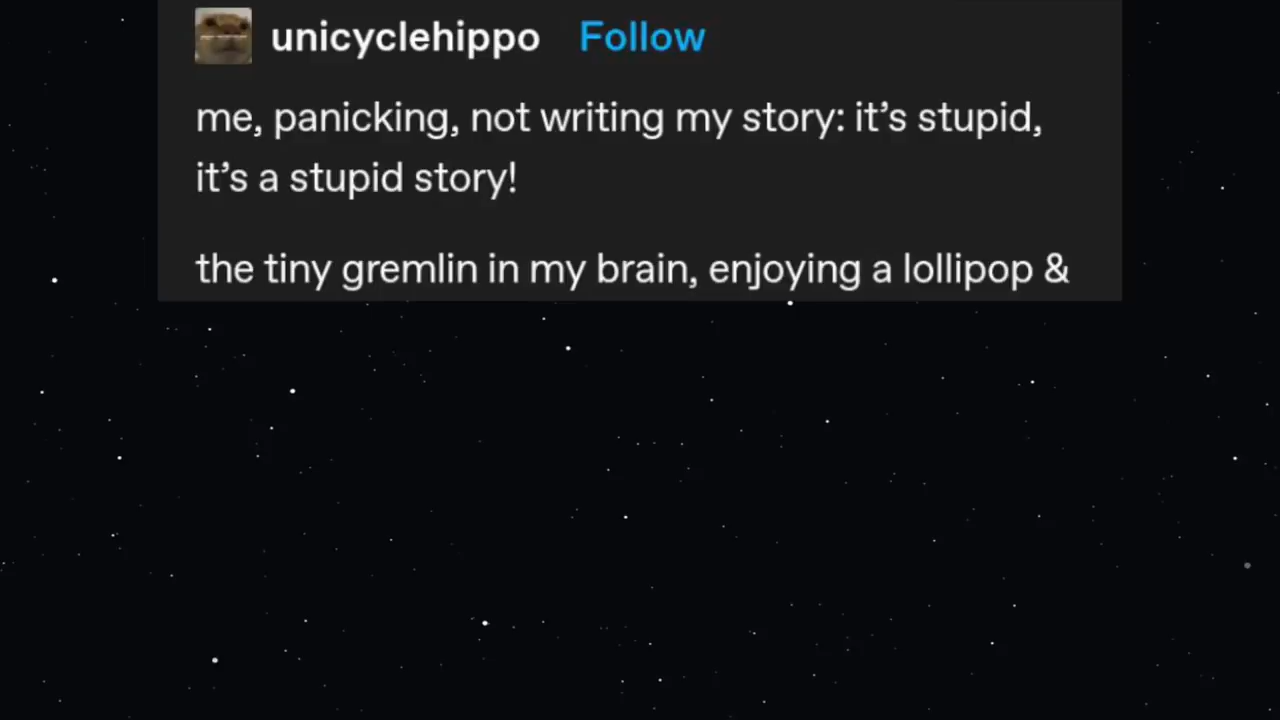 unicyclehippo Follow
me, panicking, not writing my story: it’s stupid,
it’s a stupid story!
the tiny gremlin in my brain, enjoying a lollipop &